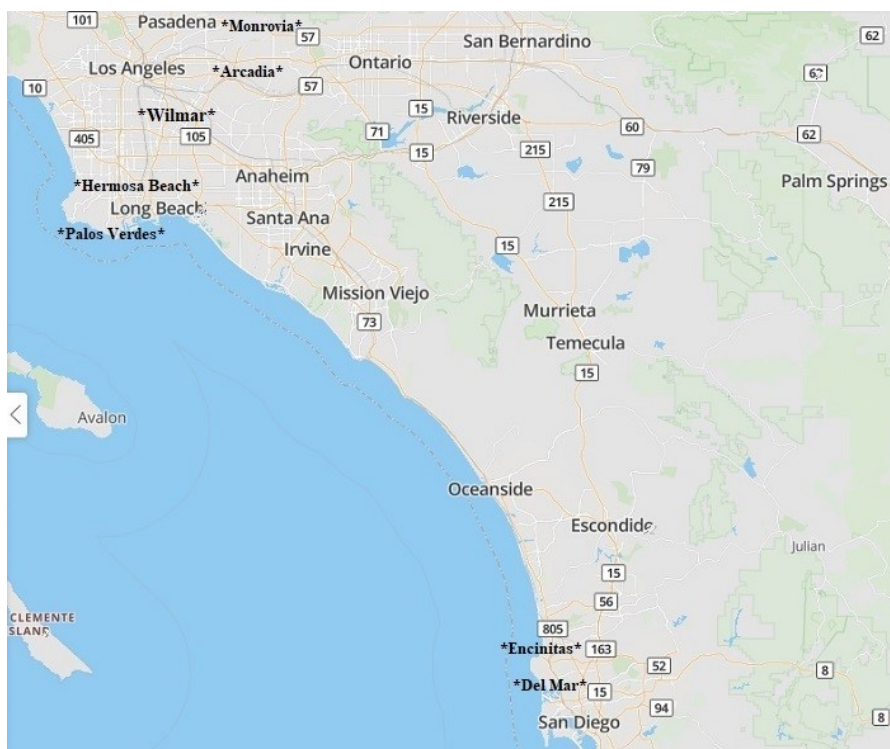 101
Pasadena
*Monrovia*
57
62
San Bernardino
Los Angeles
*Arcadia*
Ontario
10
57
62
15
*Wilmar*
Riverside
405
105
71
60
62
15
215
79
Anaheim
Palm Springs
*Hermosa Beach*
Long Beach
Santa Ana
215
*Palos Verdes*
Irvine
15
Mission Viejo
Murrieta
73
Temecula
15
Avalon
Oceanside
Escondido
Julian
15
56
CLEMENTE
ISLAND
805
*Encinitas*
163
52
8
*Del Mar*
15
94
San Diego
8